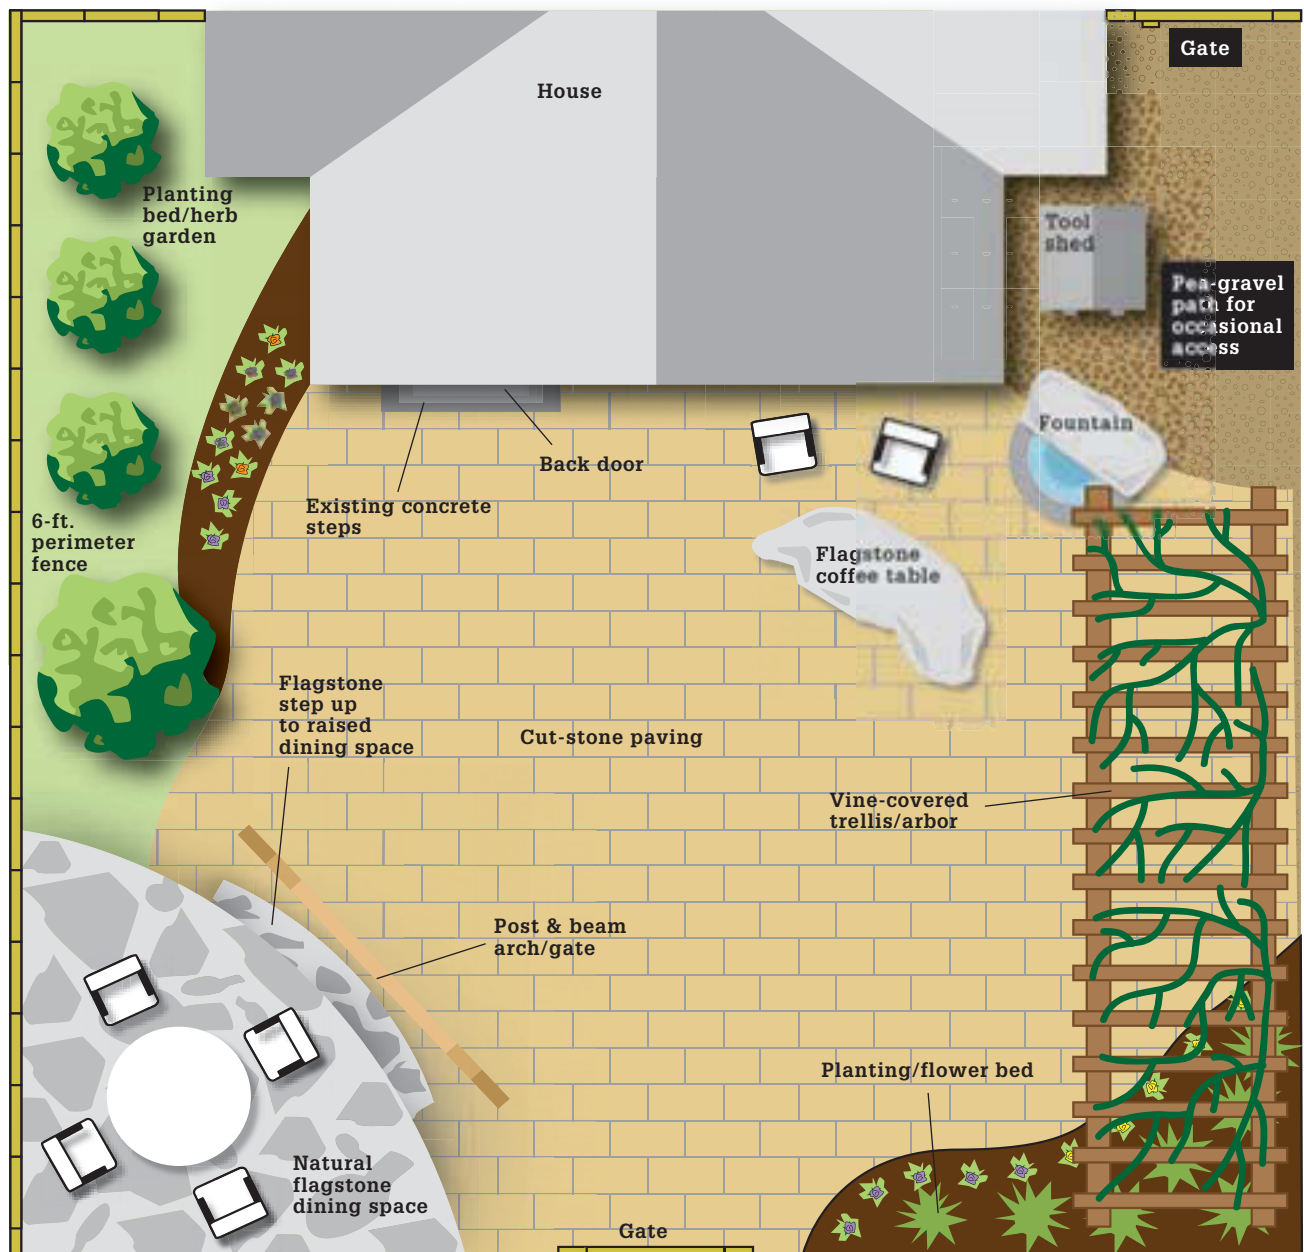 Gate
House
Planting
bed/herb
garden
Tool
shed
Pea-gravel
path for
occasional
access
Fountain
Back door
Existing concrete
steps
6-ft.
perimeter
fence
Flagstone
coffee table
Flagstone
step up
to raised
dining space
Cut-stone paving
Vine-covered
trellis/arbor
Post & beam
arch/gate
Planting/flower bed
Natural
flagstone
dining space
Gate